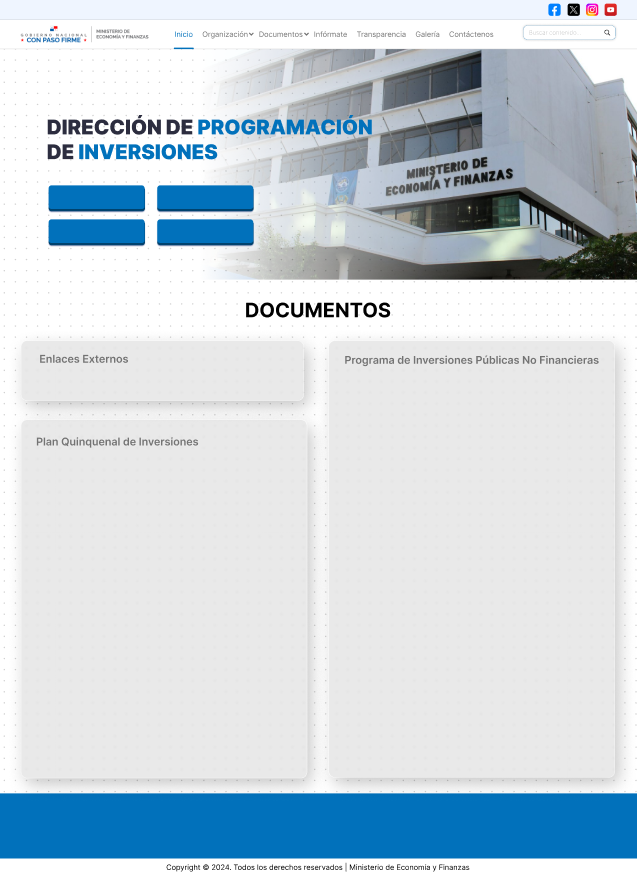 GOBIERNO NACIONAL
CON PASO FIRME
MINISTERIO DE
ECONOMÍA Y FINANZAS
Inicio
Organización
Documentos
Infórmate
Transparencia
Galería
Contáctenos
Buscar contenido...
DIRECCIÓN DE PROGRAMACIÓN
DE INVERSIONES
MINISTERIO DE
ECONOMÍA Y FINANZAS
DOCUMENTOS
Enlaces Externos
Programa de Inversiones Públicas No Financieras
Plan Quinquenal de Inversiones
Copyright © 2024. Todos los derechos reservados | Ministerio de Economía y Finanzas